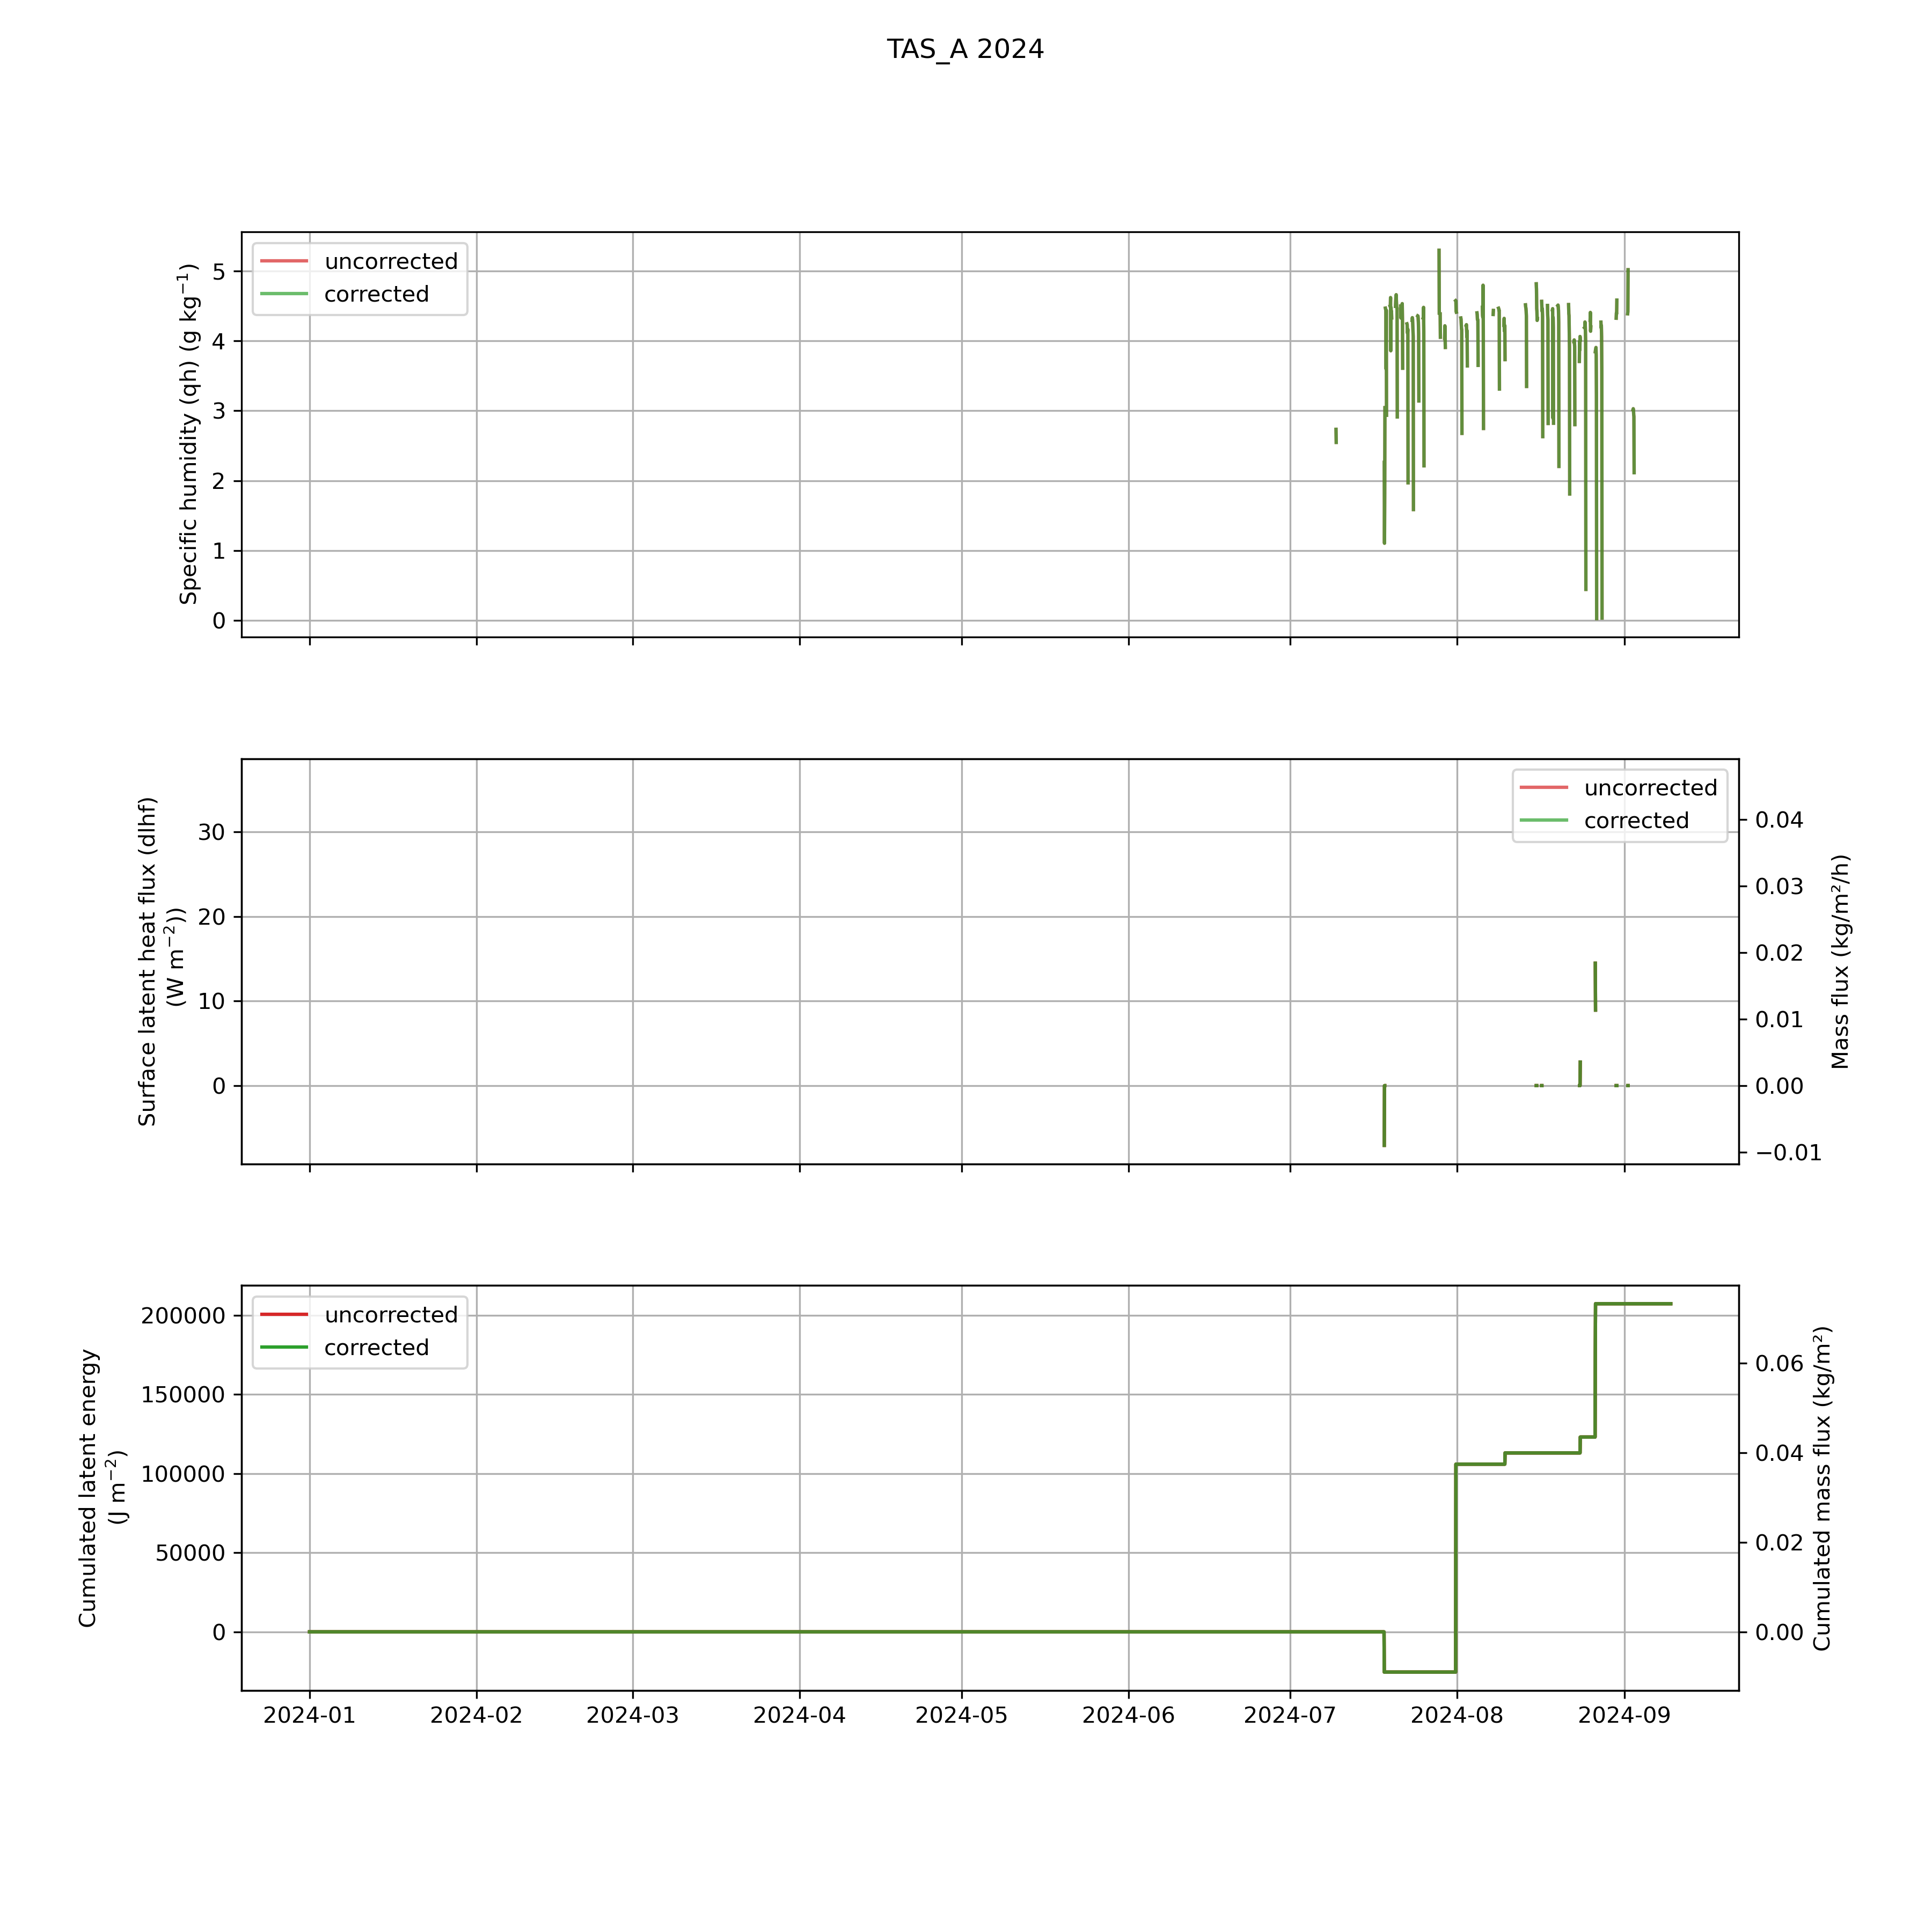 TAS_A 2024
Specific humidity (qh) (g kg⁻¹)
5
4
3
2
1
0
uncorrected
corrected
Surface latent heat flux (dlhf)
(W m⁻²))
30
20
10
0
uncorrected
corrected
0.04
0.03
0.02
0.01
0.00
−0.01
Mass flux (kg/m²/h)
Cumulated latent energy
(J m⁻²)
200000
150000
100000
50000
0
uncorrected
corrected
0.06
0.04
0.02
0.00
Cumulated mass flux (kg/m²)
2024-01 2024-02 2024-03 2024-04 2024-05 2024-06 2024-07 2024-08 2024-09